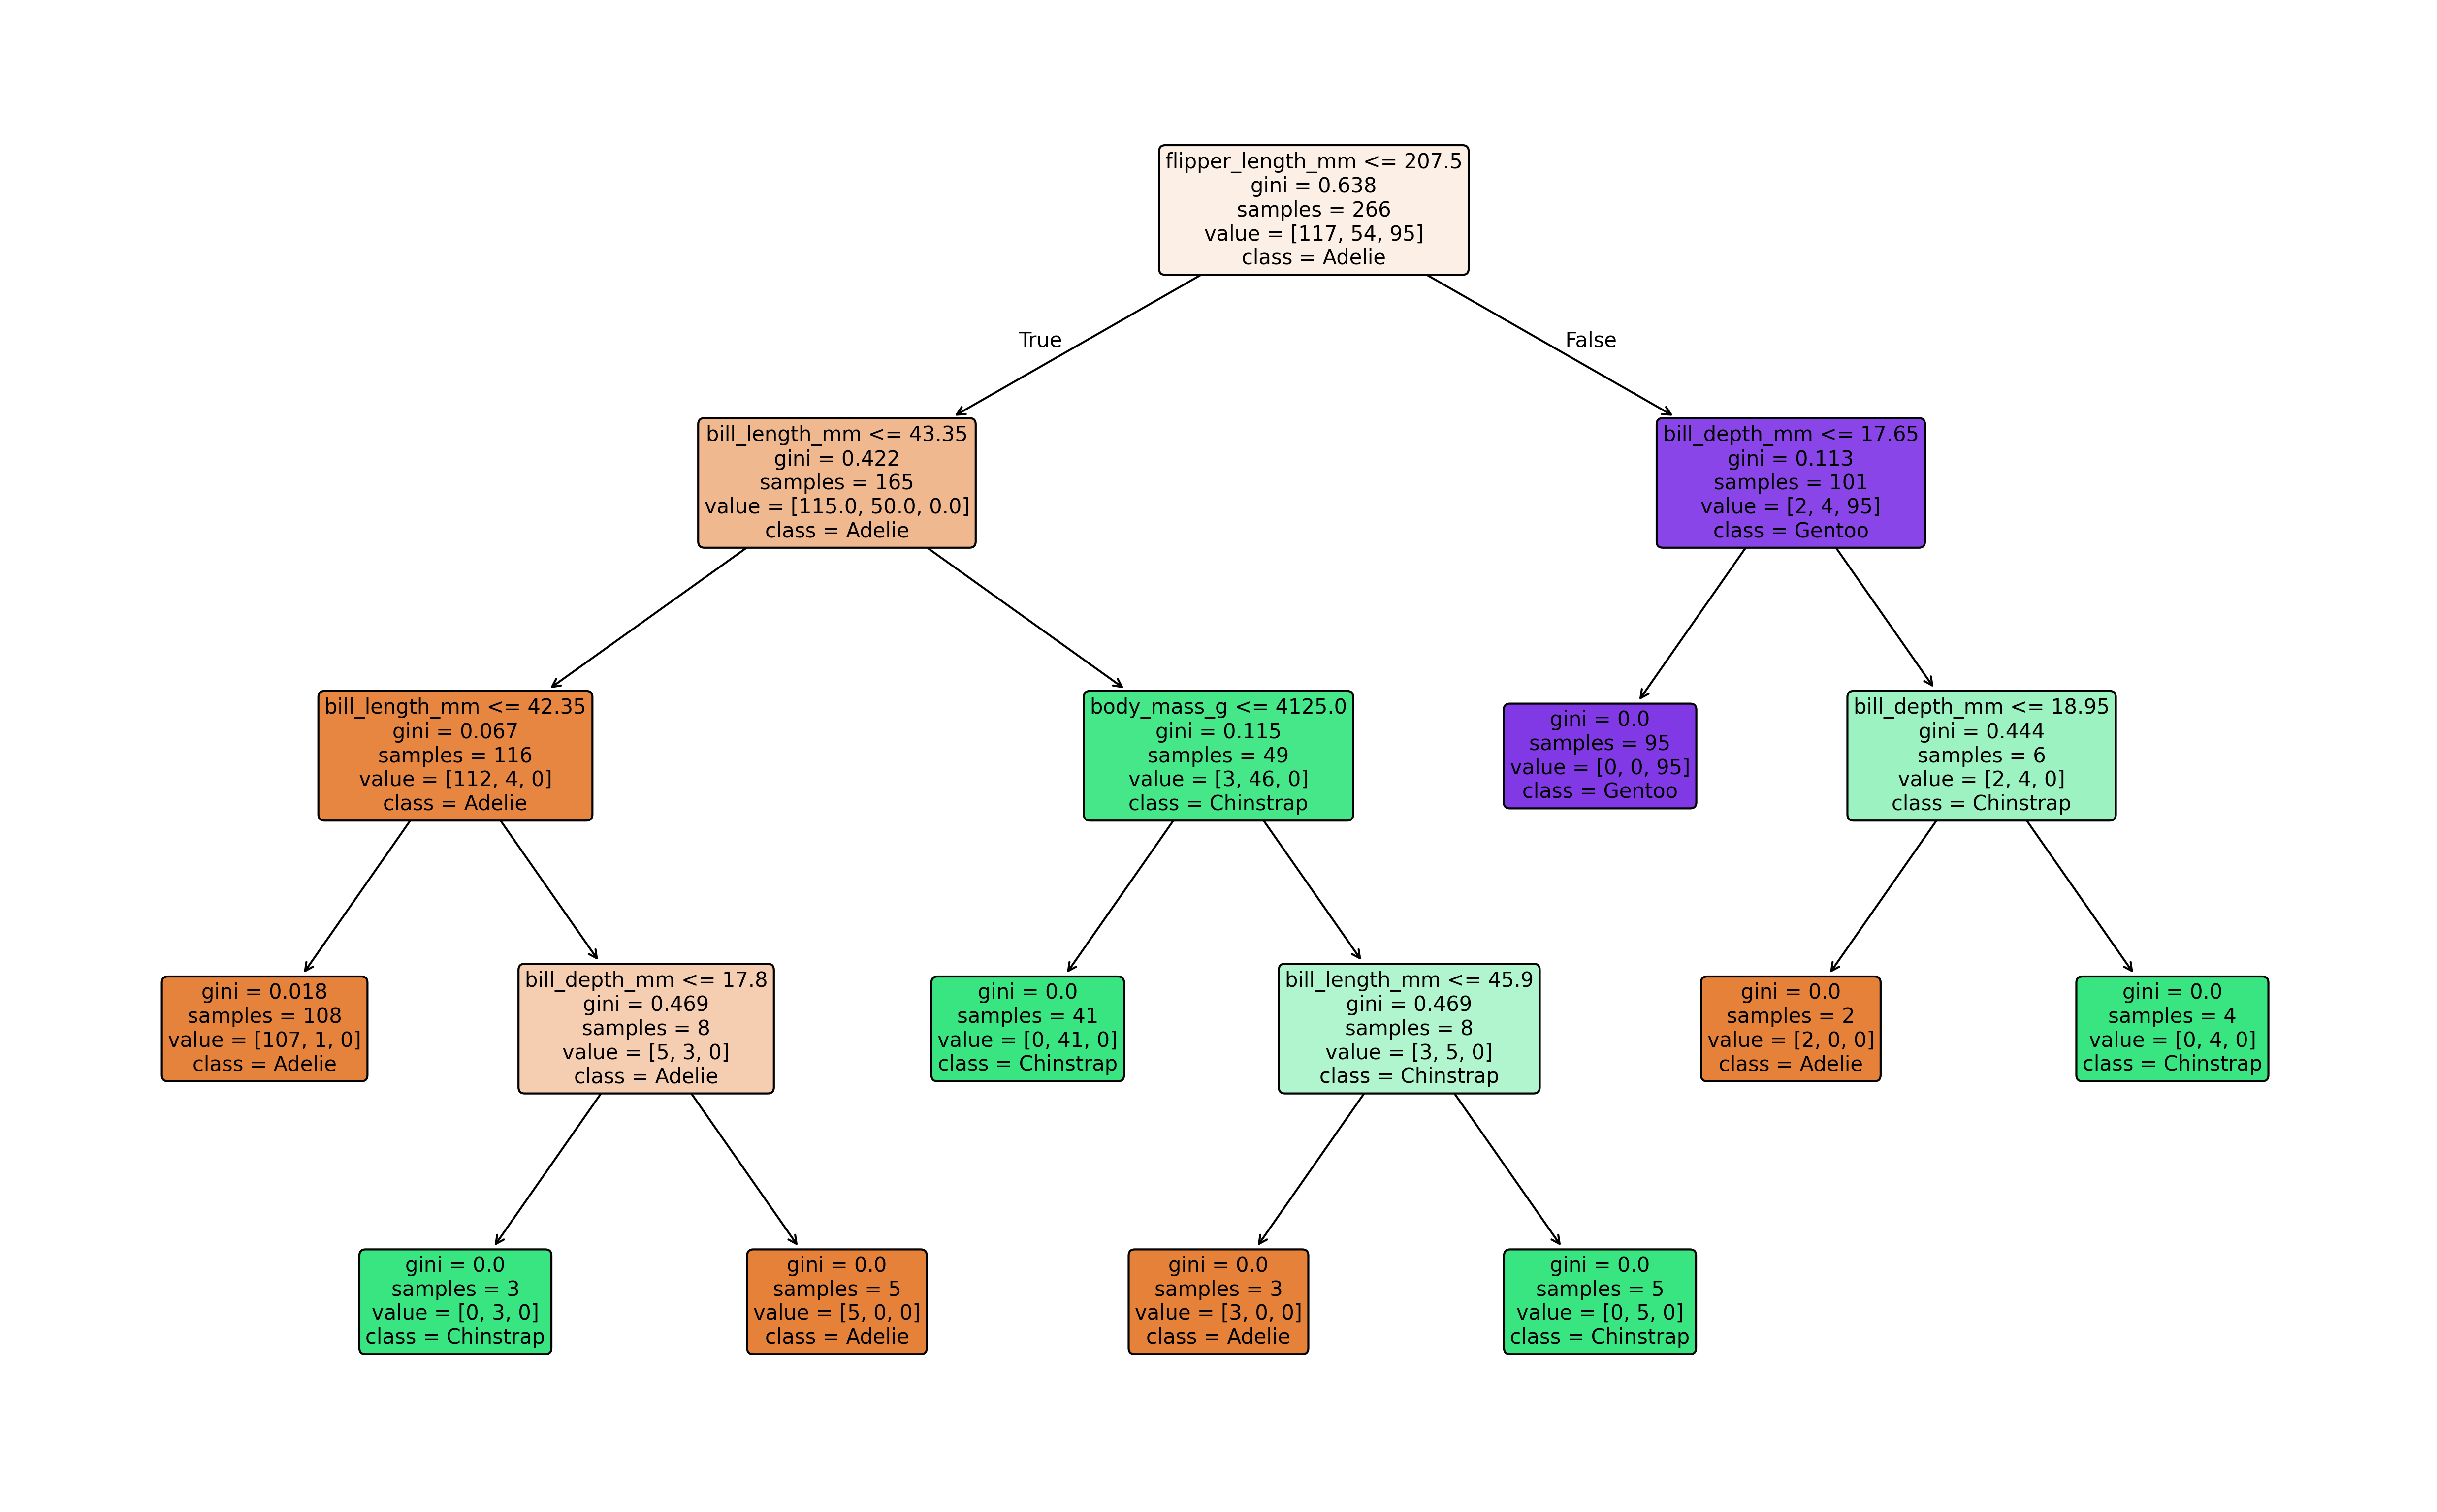 flipper_length_mm <= 207.5
gini = 0.638
samples = 266
value = [117, 54, 95]
class = Adelie
True
False
bill_length_mm <= 43.35
gini = 0.422
samples = 165
value = [115.0, 50.0, 0.0]
class = Adelie
bill_depth_mm <= 17.65
gini = 0.113
samples = 101
value = [2, 4, 95]
class = Gentoo
bill_length_mm <= 42.35
gini = 0.067
samples = 116
value = [112, 4, 0]
class = Adelie
body_mass_g <= 4125.0
gini = 0.115
samples = 49
value = [3, 46, 0]
class = Chinstrap
gini = 0.0
samples = 95
value = [0, 0, 95]
class = Gentoo
bill_depth_mm <= 18.95
gini = 0.444
samples = 6
value = [2, 4, 0]
class = Chinstrap
gini = 0.018
samples = 108
value = [107, 1, 0]
class = Adelie
bill_depth_mm <= 17.8
gini = 0.469
samples = 8
value = [5, 3, 0]
class = Adelie
gini = 0.0
samples = 41
value = [0, 41, 0]
class = Chinstrap
bill_length_mm <= 45.9
gini = 0.469
samples = 8
value = [3, 5, 0]
class = Chinstrap
gini = 0.0
samples = 2
value = [2, 0, 0]
class = Adelie
gini = 0.0
samples = 4
value = [0, 4, 0]
class = Chinstrap
gini = 0.0
samples = 3
value = [0, 3, 0]
class = Chinstrap
gini = 0.0
samples = 5
value = [5, 0, 0]
class = Adelie
gini = 0.0
samples = 3
value = [3, 0, 0]
class = Adelie
gini = 0.0
samples = 5
value = [0, 5, 0]
class = Chinstrap